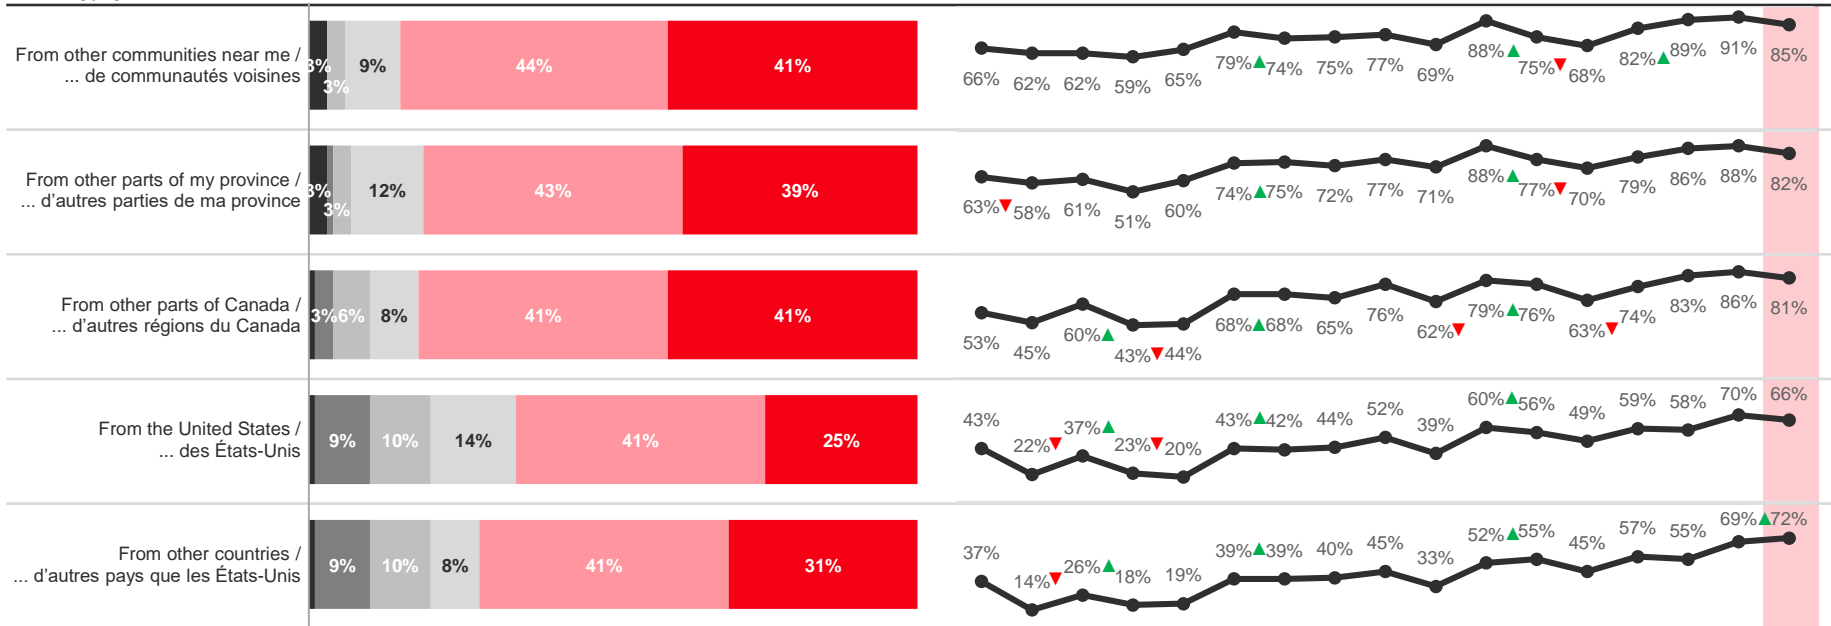 From other communities near me /
... de communautés voisines
3%
3%
9%
44%
41%
66% 62% 62% 59% 65% 79% 74% 75% 77% 69% 88% 75% 68% 82% 89% 91% 85%
From other parts of my province /
... d'autres parties de ma province
3%
3%
12%
43%
39%
63% 58% 61% 51% 60% 74% 75% 72% 77% 71% 88% 77% 70% 79% 86% 88% 82%
From other parts of Canada /
... d'autres régions du Canada
3% 6% 8% 41% 41%
53% 45% 60% 43% 44% 68% 68% 65% 76% 62% 79% 76% 63% 74% 83% 86% 81%
From the United States /
... des États-Unis
9% 10% 14% 41% 25%
43% 22% 37% 23% 20% 43% 42% 44% 52% 39% 60% 56% 49% 59% 58% 70% 66%
From other countries /
... d'autres pays que les États-Unis
9% 10% 8% 41% 31%
37% 14% 26% 18% 19% 39% 39% 40% 45% 33% 52% 55% 45% 57% 55% 69% 72%